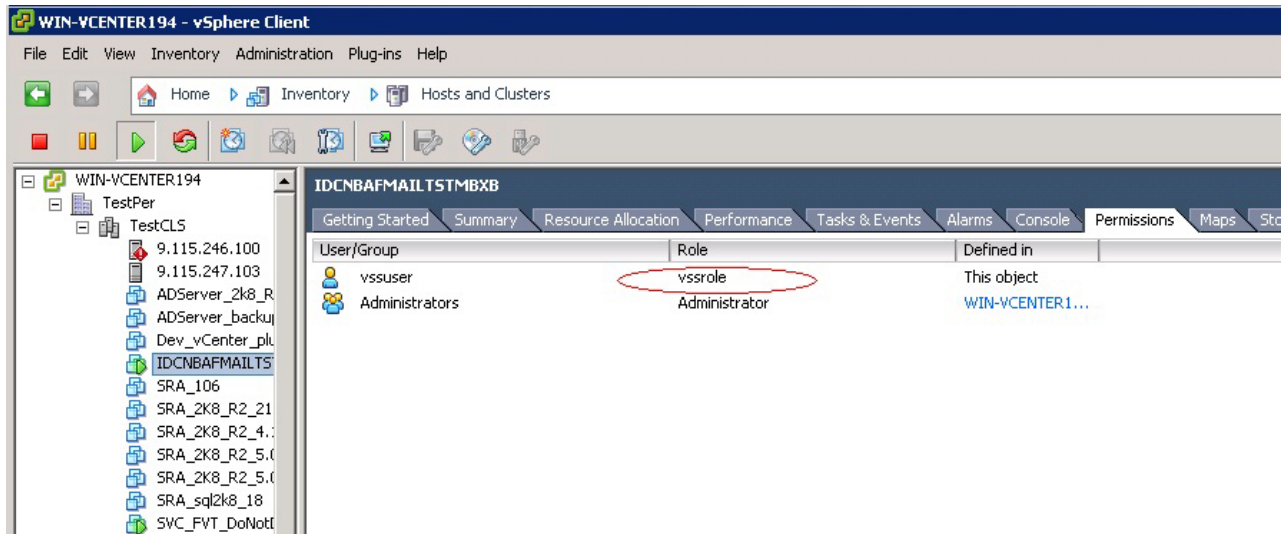 WIN-VCENTER194 - vSphere Client
File Edit View Inventory Administration Plug-ins Help
Home Inventory Hosts and Clusters
WIN-VCENTER194
TestPer
TestCLS
9.115.246.100
9.115.247.103
ADServer_2k8_R
ADServer_backu
Dev_vCenter_plu
IDCNBAFMAILTS
SRA_106
SRA_2K8_R2_21
SRA_2K8_R2_4.
SRA_2K8_R2_5.0
SRA_2K8_R2_5.0
SRA_sql2k8_18
SVC_FVT_DoNot
IDCNBAFMAILTSTMBXB
Getting Started Summary Resource Allocation Performance Tasks & Events Alarms Console Permissions Maps Sto
User/Group Role Defined in
vssuser vssrole This object
Administrators Administrator WIN-VCENTER1...